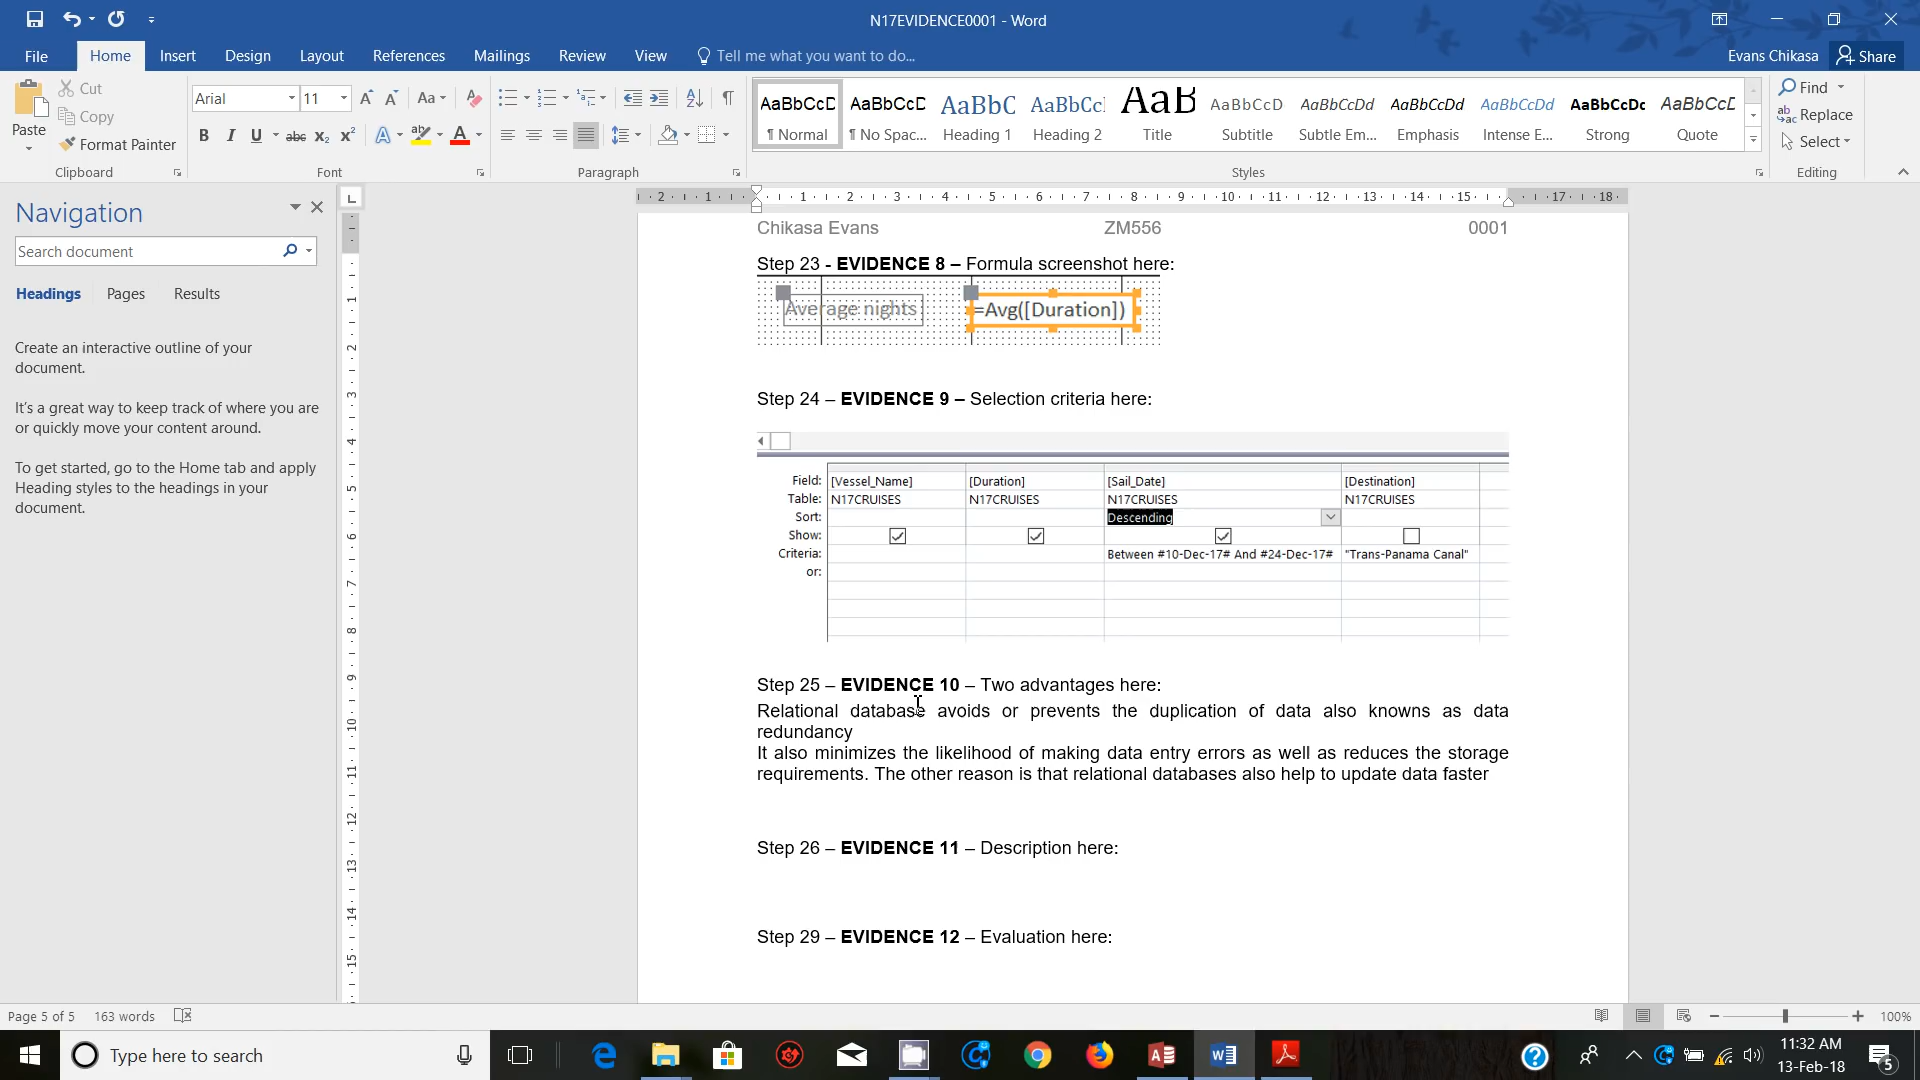 N17EVIDENCE0001 - Word
File Home Insert Design Layout References Mailings Review View Tell me what you want to do... Evans Chikasa Share
Paste Cut Copy Format Painter
Arial 11
AaBbCcD ¶ Normal
AaBbCcD ¶ No Spac...
AaBbC Heading 1
AaBbCc Heading 2
AaB Title
AaBbCcD Subtitle
AaBbCcDd Subtle Em...
AaBbCcDd Emphasis
AaBbCcDd Intense E...
AaBbCcDc Strong
AaBbCcD Quote
Find
Replace
Select
Clipboard Font Paragraph Styles Editing
Navigation
Search document
Headings Pages Results
Create an interactive outline of your
document.
It's a great way to keep track of where you are
or quickly move your content around.
To get started, go to the Home tab and apply
Heading styles to the headings in your
document.
Chikasa Evans ZM556 0001
Step 23 - EVIDENCE 8 – Formula screenshot here:
Average nights =Avg([Duration])
Step 24 – EVIDENCE 9 – Selection criteria here:
Field: [Vessel_Name] [Duration] [Sail_Date] [Destination]
Table: N17CRUISES N17CRUISES N17CRUISES N17CRUISES
Sort: Descending
Show:
Criteria: Between #10-Dec-17# And #24-Dec-17# "Trans-Panama Canal"
or:
Step 25 – EVIDENCE 10 – Two advantages here:
Relational database avoids or prevents the duplication of data also knowns as data
redundancy
It also minimizes the likelihood of making data entry errors as well as reduces the storage
requirements. The other reason is that relational databases also help to update data faster
Step 26 – EVIDENCE 11 – Description here:
Step 29 – EVIDENCE 12 – Evaluation here:
Page 5 of 5 163 words 100%
Type here to search
11:32 AM
13-Feb-18
5